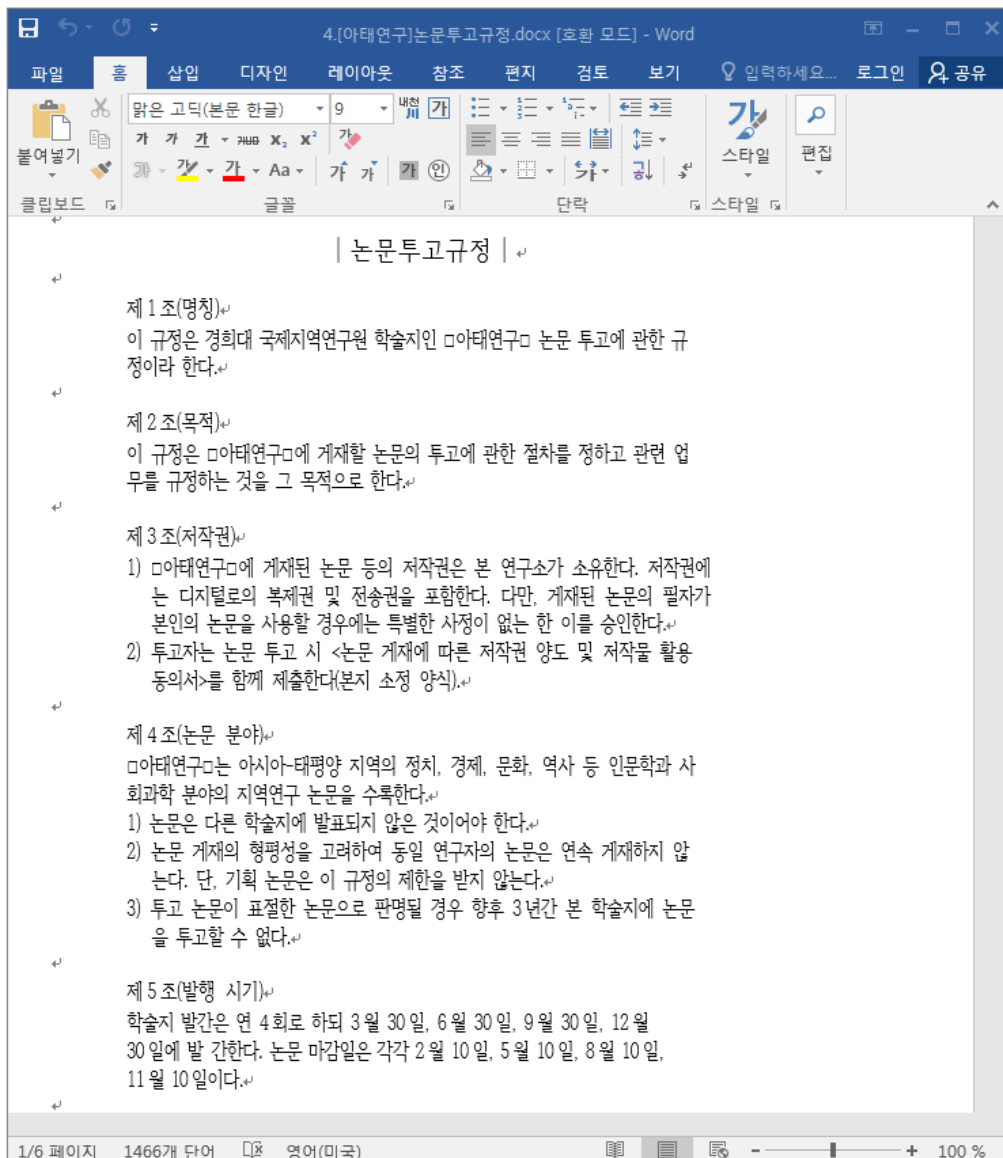 4.[아태연구]논문투고규정.docx [호환 모드] - Word
파일 홈 삽입 디자인 레이아웃 참조 편지 검토 보기 입력하세요... 로그인 공유
맑은 고딕(본문 한글) 9 내천 川 가
가 가 가 가나다 X₂ X² 가
붙여넣기 스타일 편집
가 가 가 Aa 가 가 가 인
클립보드 글꼴 단락 스타일
| 논문투고규정 |
제 1 조(명칭)
이 규정은 경희대 국제지역연구원 학술지인 □아태연구□ 논문 투고에 관한 규
정이라 한다.
제 2 조(목적)
이 규정은 □아태연구□에 게재할 논문의 투고에 관한 절차를 정하고 관련 업
무를 규정하는 것을 그 목적으로 한다.
제 3 조(저작권)
1) □아태연구□에 게재된 논문 등의 저작권은 본 연구소가 소유한다. 저작권에
는 디지털로의 복제권 및 전송권을 포함한다. 다만, 게재된 논문의 필자가
본인의 논문을 사용할 경우에는 특별한 사정이 없는 한 이를 승인한다.
2) 투고자는 논문 투고 시 <논문 게재에 따른 저작권 양도 및 저작물 활용
동의서>를 함께 제출한다(본지 소정 양식).
제 4 조(논문 분야)
□아태연구□는 아시아-태평양 지역의 정치, 경제, 문화, 역사 등 인문학과 사
회과학 분야의 지역연구 논문을 수록한다.
1) 논문은 다른 학술지에 발표되지 않은 것이어야 한다.
2) 논문 게재의 형평성을 고려하여 동일 연구자의 논문은 연속 게재하지 않
는다. 단, 기획 논문은 이 규정의 제한을 받지 않는다.
3) 투고 논문이 표절한 논문으로 판명될 경우 향후 3년간 본 학술지에 논문
을 투고할 수 없다.
제 5 조(발행 시기)
학술지 발간은 연 4회로 하되 3월 30일, 6월 30일, 9월 30일, 12월
30일에 발 간한다. 논문 마감일은 각각 2월 10일, 5월 10일, 8월 10일,
11월 10일이다.
1/6 페이지 1466개 단어 영어(미국) 100 %